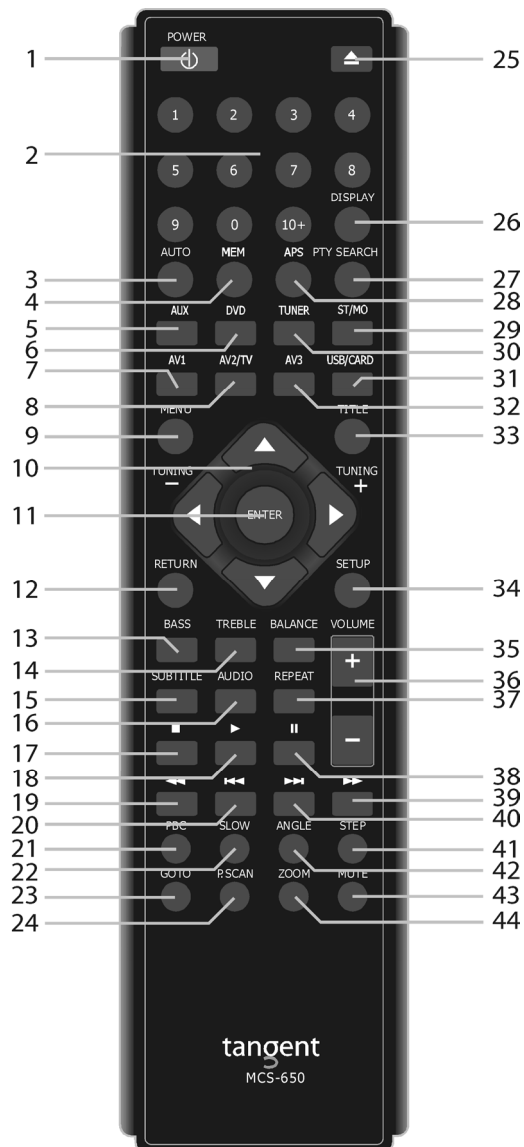 POWER
1 25
1 2 3 4
2
5 6 7 8
DISPLAY
9 0 10+ 26
AUTO MEM APS PTY SEARCH
3 27
4 28
AUX DVD TUNER ST/MO
5 29
6 30
AV1 AV2/TV AV3 USB/CARD
7 31
8 32
MENU TITLE
9 33
10
TUNING − TUNING +
11 ENTER
RETURN SETUP
12 34
BASS TREBLE BALANCE VOLUME
13 35
14 + 36
SUBTITLE AUDIO REPEAT
15 37
16
17 − 38
18
19 39
20 40
PBC SLOW ANGLE STEP
21 41
22 42
GOTO P.SCAN ZOOM MUTE
23 43
24 44
tangent
MCS-650